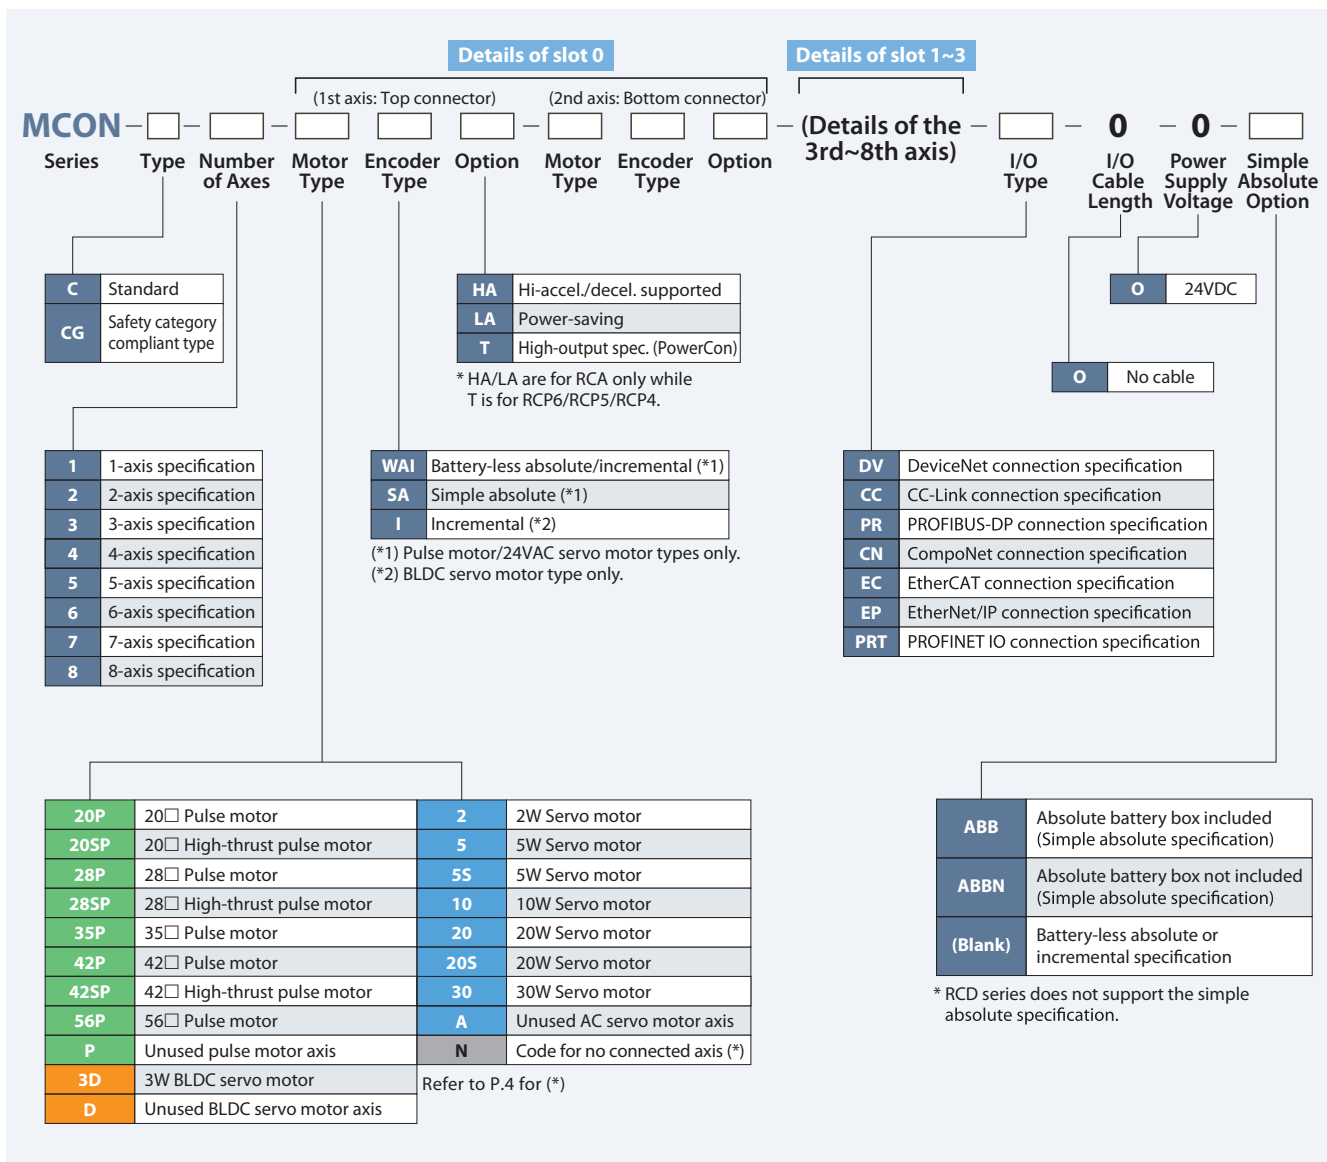 Details of slot 0
Details of slot 1~3
(1st axis: Top connector)
(2nd axis: Bottom connector)
MCON – □ – □ – □ □ □ – □ □ □ – (Details of the 3rd~8th axis) – □ – 0 – 0 – □
Series
Type
Number of Axes
Motor Type
Encoder Type
Option
Motor Type
Encoder Type
Option
I/O Type
I/O Cable Length
Power Supply Voltage
Simple Absolute Option
C Standard
CG Safety category compliant type
HA Hi-accel./decel. supported
LA Power-saving
T High-output spec. (PowerCon)
* HA/LA are for RCA only while
T is for RCP6/RCP5/RCP4.
O 24VDC
O No cable
1 1-axis specification
2 2-axis specification
3 3-axis specification
4 4-axis specification
5 5-axis specification
6 6-axis specification
7 7-axis specification
8 8-axis specification
WAI Battery-less absolute/incremental (*1)
SA Simple absolute (*1)
I Incremental (*2)
(*1) Pulse motor/24VAC servo motor types only.
(*2) BLDC servo motor type only.
DV DeviceNet connection specification
CC CC-Link connection specification
PR PROFIBUS-DP connection specification
CN CompoNet connection specification
EC EtherCAT connection specification
EP EtherNet/IP connection specification
PRT PROFINET IO connection specification
20P 20□ Pulse motor
20SP 20□ High-thrust pulse motor
28P 28□ Pulse motor
28SP 28□ High-thrust pulse motor
35P 35□ Pulse motor
42P 42□ Pulse motor
42SP 42□ High-thrust pulse motor
56P 56□ Pulse motor
P Unused pulse motor axis
3D 3W BLDC servo motor
D Unused BLDC servo motor axis
2 2W Servo motor
5 5W Servo motor
5S 5W Servo motor
10 10W Servo motor
20 20W Servo motor
20S 20W Servo motor
30 30W Servo motor
A Unused AC servo motor axis
N Code for no connected axis (*)
Refer to P.4 for (*)
ABB Absolute battery box included
(Simple absolute specification)
ABBN Absolute battery box not included
(Simple absolute specification)
(Blank) Battery-less absolute or
incremental specification
* RCD series does not support the simple
absolute specification.